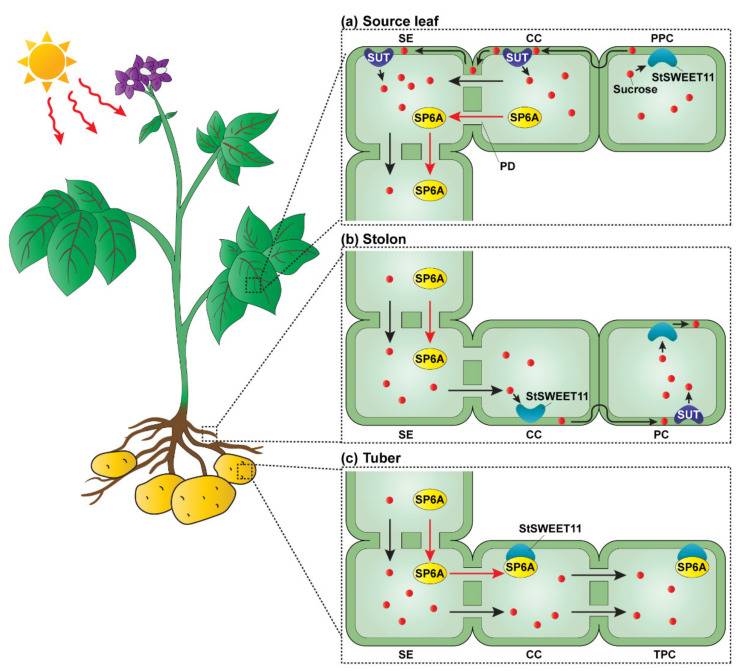 (a) Source leaf
SE
CC
PPC
SUT
SUT
StSWEET11
Sucrose
SP6A
SP6A
PD
SP6A
(b) Stolon
SP6A
SP6A
StSWEET11
SUT
SE
CC
PC
(c) Tuber
SP6A
StSWEET11
SP6A
SP6A
SP6A
SE
CC
TPC